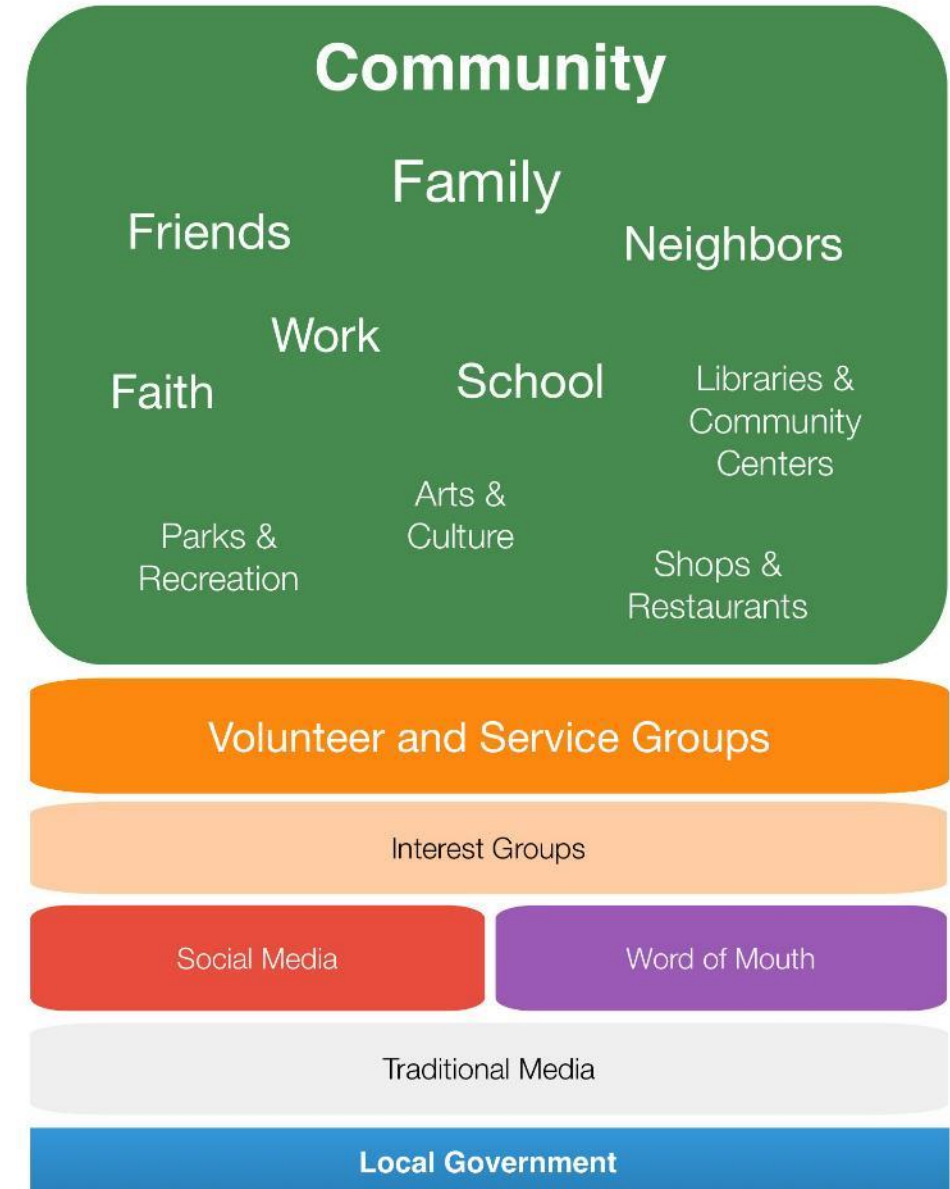 Community
Family
Friends
Neighbors
Work
School
Faith
Libraries &
Community
Centers
Arts &
Culture
Parks &
Recreation
Shops &
Restaurants
Volunteer and Service Groups
Interest Groups
Social Media
Word of Mouth
Traditional Media
Local Government